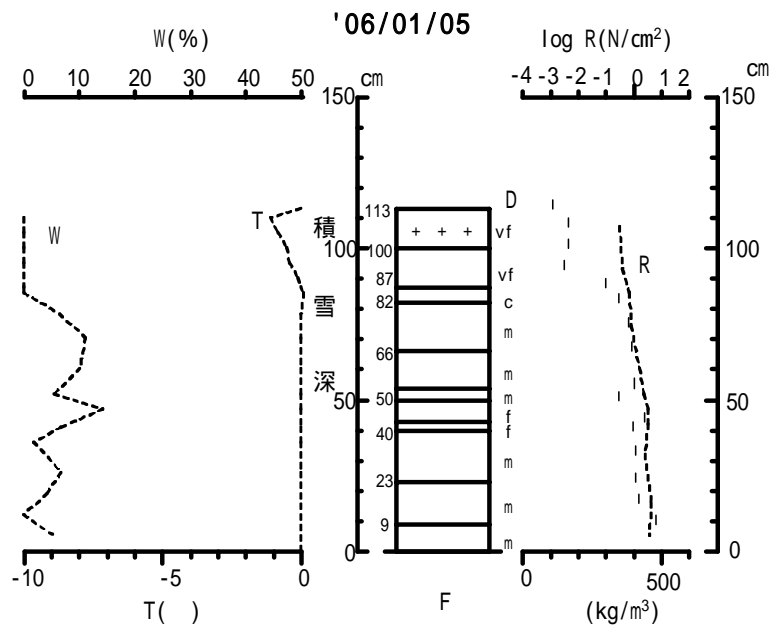 '06/01/05
W(%)
log R(N/cm²)
0 10 20 30 40 50
cm
-4 -3 -2 -1 0 1 2
cm
150
150
D
113
T
積
+ + +
vf
W
100
100
R
87
vf
雪
82
c
m
66
m
深
50
50
m
50
f
40
f
m
23
m
9
m
0
0
-10 -5 0
0 500
T( )
F
(kg/m³)